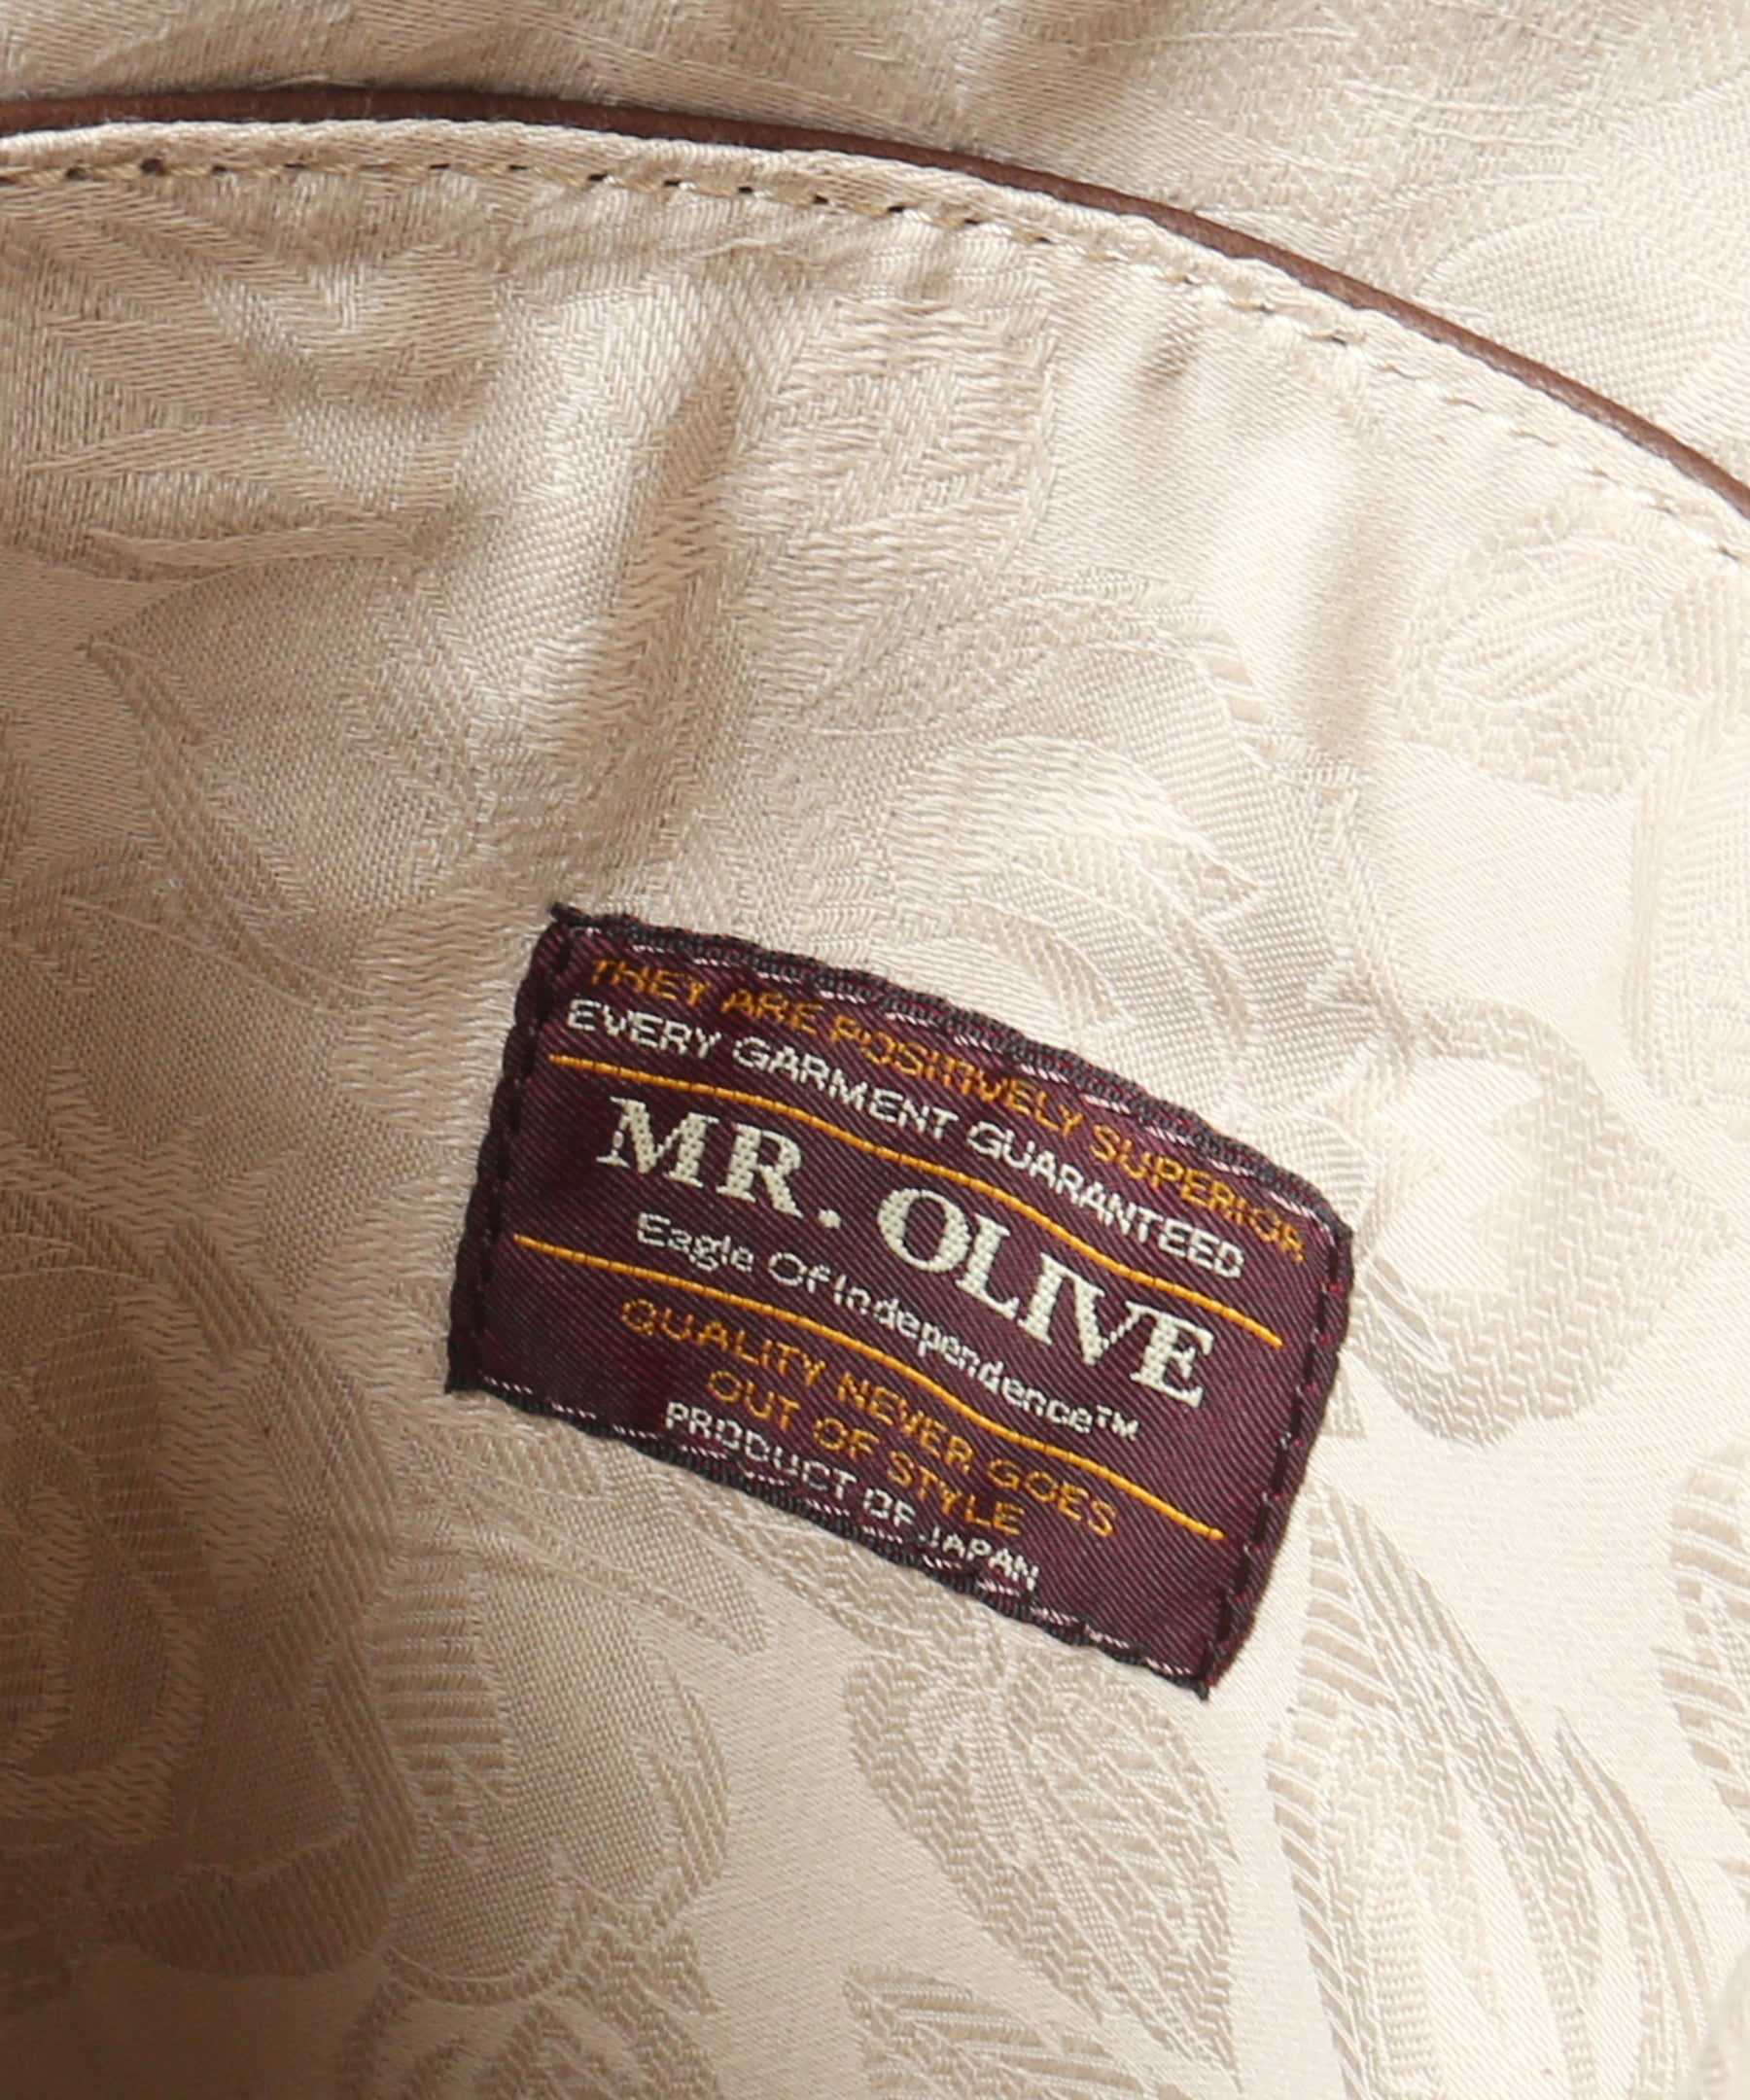 THEY ARE POSITIVELY SUPERIOR
EVERY GARMENT GUARANTEED
MR. OLIVE
Eagle Of Independence™
QUALITY NEVER GOES
OUT OF STYLE
PRODUCT OF JAPAN